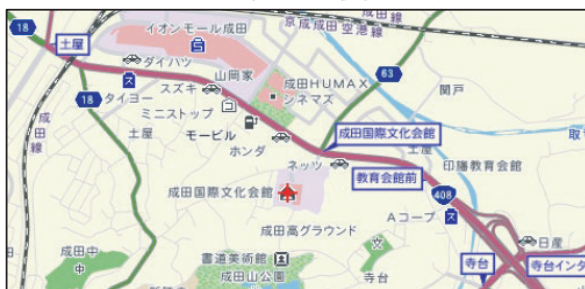 18
土屋
イオンモール成田
京成成田空港線
成田線
ダイハツ
山岡家
スズキ
タイヨー
成田HUMAX
シネマズ
63
関戸
18
ミニストップ
土屋
モービル
成田国際文化会館
取
成田線
ホンダ
土屋
ネッツ
教育会館前
印旛教育会館
成田国際文化会館
408
Aコープ
成田高グラウンド
日産
成田中
中
書道美術館
成田山公園
文
寺台
寺台
寺台インタ